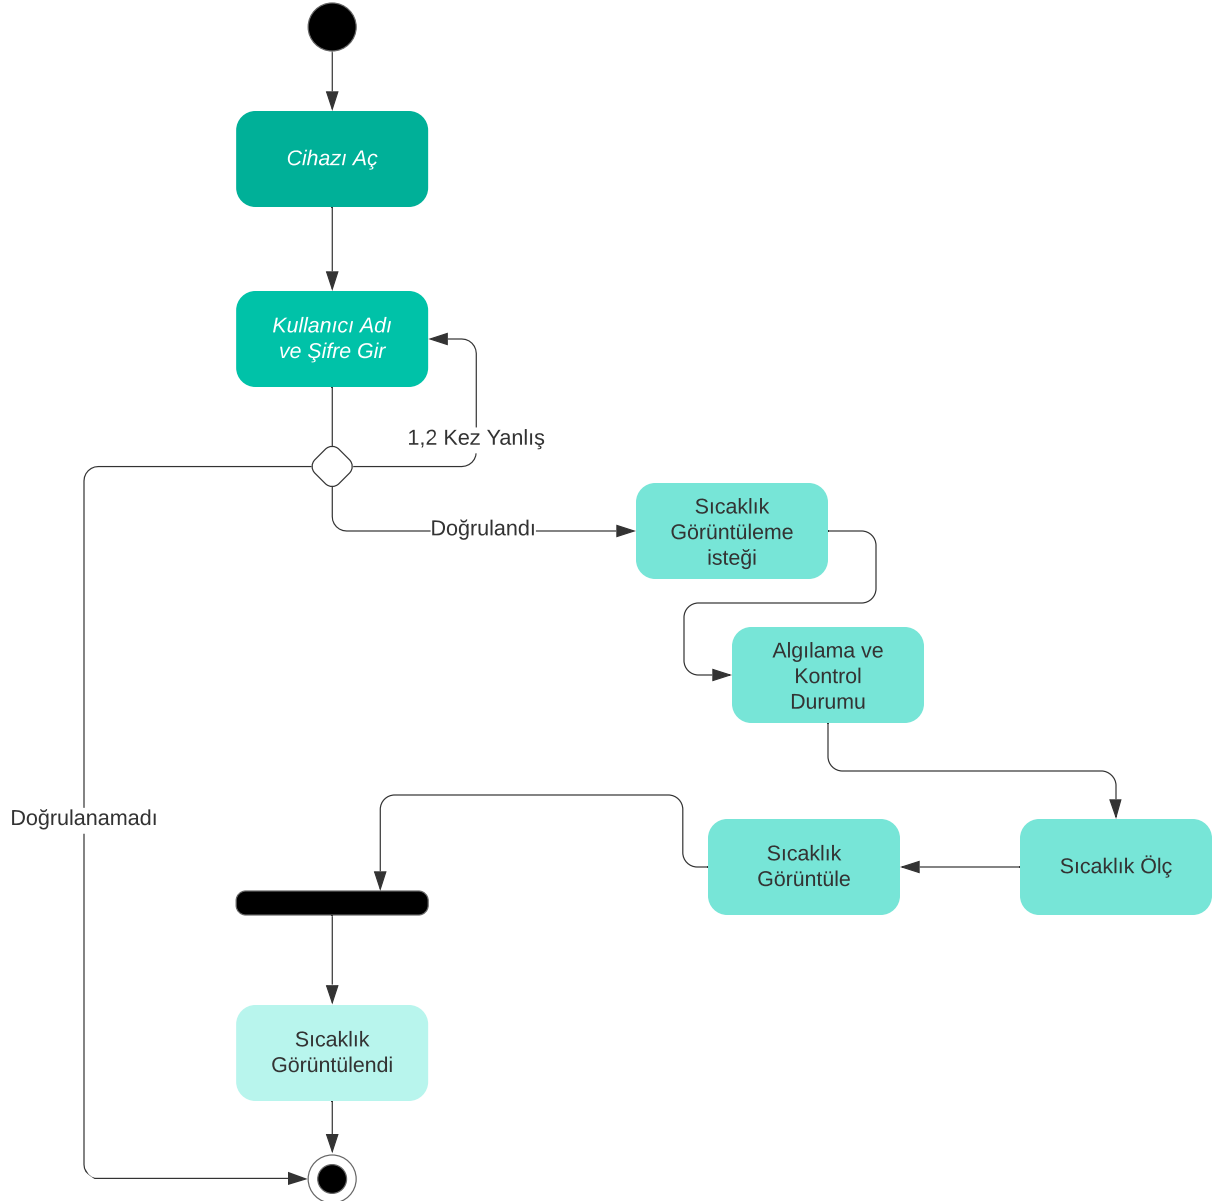 Cihazı Aç
Kullanıcı Adı
ve Şifre Gir
1,2 Kez Yanlış
Doğrulandı
Sıcaklık
Görüntüleme
isteği
Algılama ve
Kontrol
Durumu
Doğrulanamadı
Sıcaklık
Görüntüle
Sıcaklık Ölç
Sıcaklık
Görüntülendi